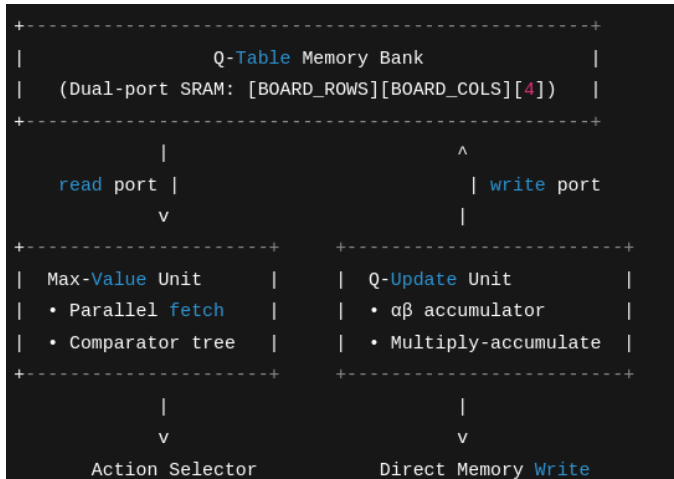 +---------------------------------------------------+
|                 Q-Table Memory Bank               |
|   (Dual-port SRAM: [BOARD_ROWS][BOARD_COLS][4])   |
+---------------------------------------------------+
             |                          ^
    read port |                          | write port
             v                          |
+----------------------+     +-------------------------+
|  Max-Value Unit      |     |  Q-Update Unit          |
|  • Parallel fetch    |     |  • αβ accumulator       |
|  • Comparator tree   |     |  • Multiply-accumulate  |
+----------------------+     +-------------------------+
             |                          |
             v                          v
       Action Selector           Direct Memory Write